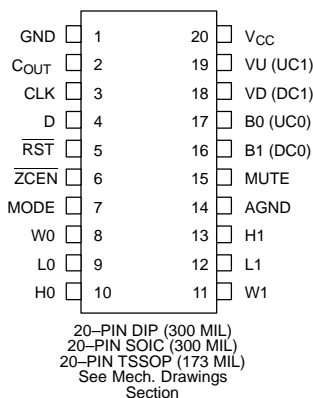 GND 1 20 VCC
COUT 2 19 VU (UC1)
CLK 3 18 VD (DC1)
D 4 17 B0 (UC0)
RST 5 16 B1 (DC0)
ZCEN 6 15 MUTE
MODE 7 14 AGND
W0 8 13 H1
L0 9 12 L1
H0 10 11 W1
20–PIN DIP (300 MIL)
20–PIN SOIC (300 MIL)
20–PIN TSSOP (173 MIL)
See Mech. Drawings
Section